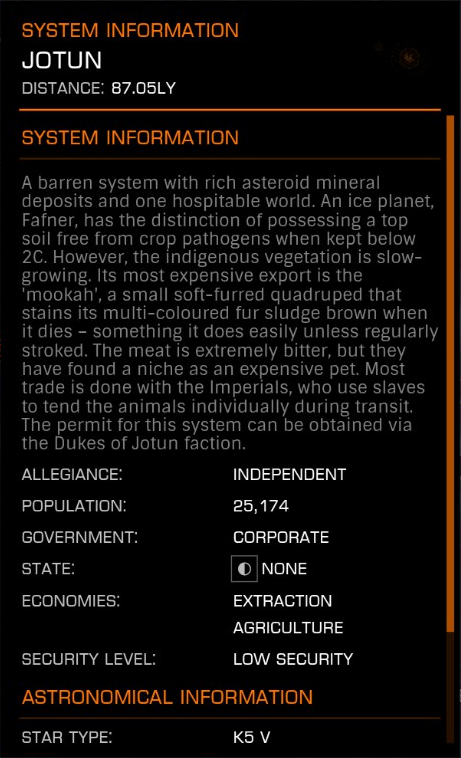 SYSTEM INFORMATION
JOTUN
DISTANCE: 87.05LY
SYSTEM INFORMATION
A barren system with rich asteroid mineral
deposits and one hospitable world. An ice planet,
Fafner, has the distinction of possessing a top
soil free from crop pathogens when kept below
2C. However, the indigenous vegetation is slow-
growing. Its most expensive export is the
'mookah', a small soft-furred quadruped that
stains its multi-coloured fur sludge brown when
it dies – something it does easily unless regularly
stroked. The meat is extremely bitter, but they
have found a niche as an expensive pet. Most
trade is done with the Imperials, who use slaves
to tend the animals individually during transit.
The permit for this system can be obtained via
the Dukes of Jotun faction.
ALLEGIANCE: INDEPENDENT
POPULATION: 25,174
GOVERNMENT: CORPORATE
STATE: NONE
ECONOMIES: EXTRACTION
AGRICULTURE
SECURITY LEVEL: LOW SECURITY
ASTRONOMICAL INFORMATION
STAR TYPE: K5 V